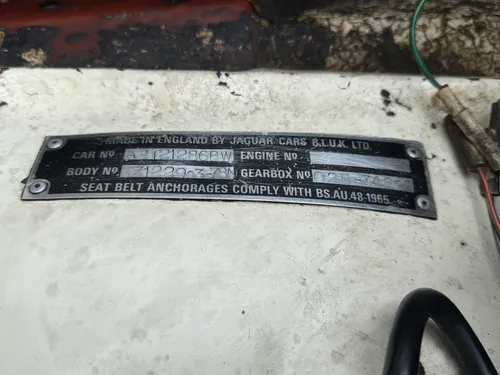 MADE IN ENGLAND BY JAGUAR CARS B.L.U.K. LTD.
CAR Nº ENGINE Nº
BODY Nº GEARBOX Nº
SEAT BELT ANCHORAGES COMPLY WITH BS.AU.48-1965